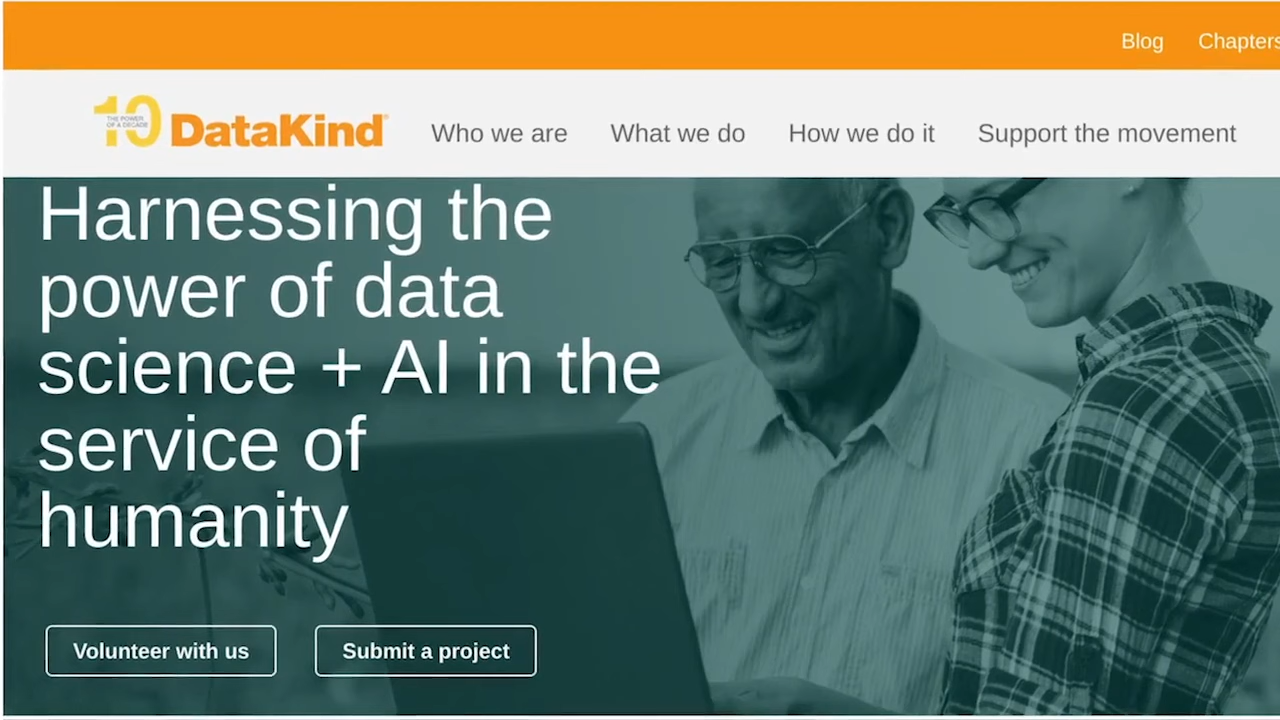 Blog Chapters
10
THE POWER
OF A DECADE
DataKind
Who we are What we do How we do it Support the movement
Harnessing the
power of data
science + AI in the
service of
humanity
Volunteer with us Submit a project